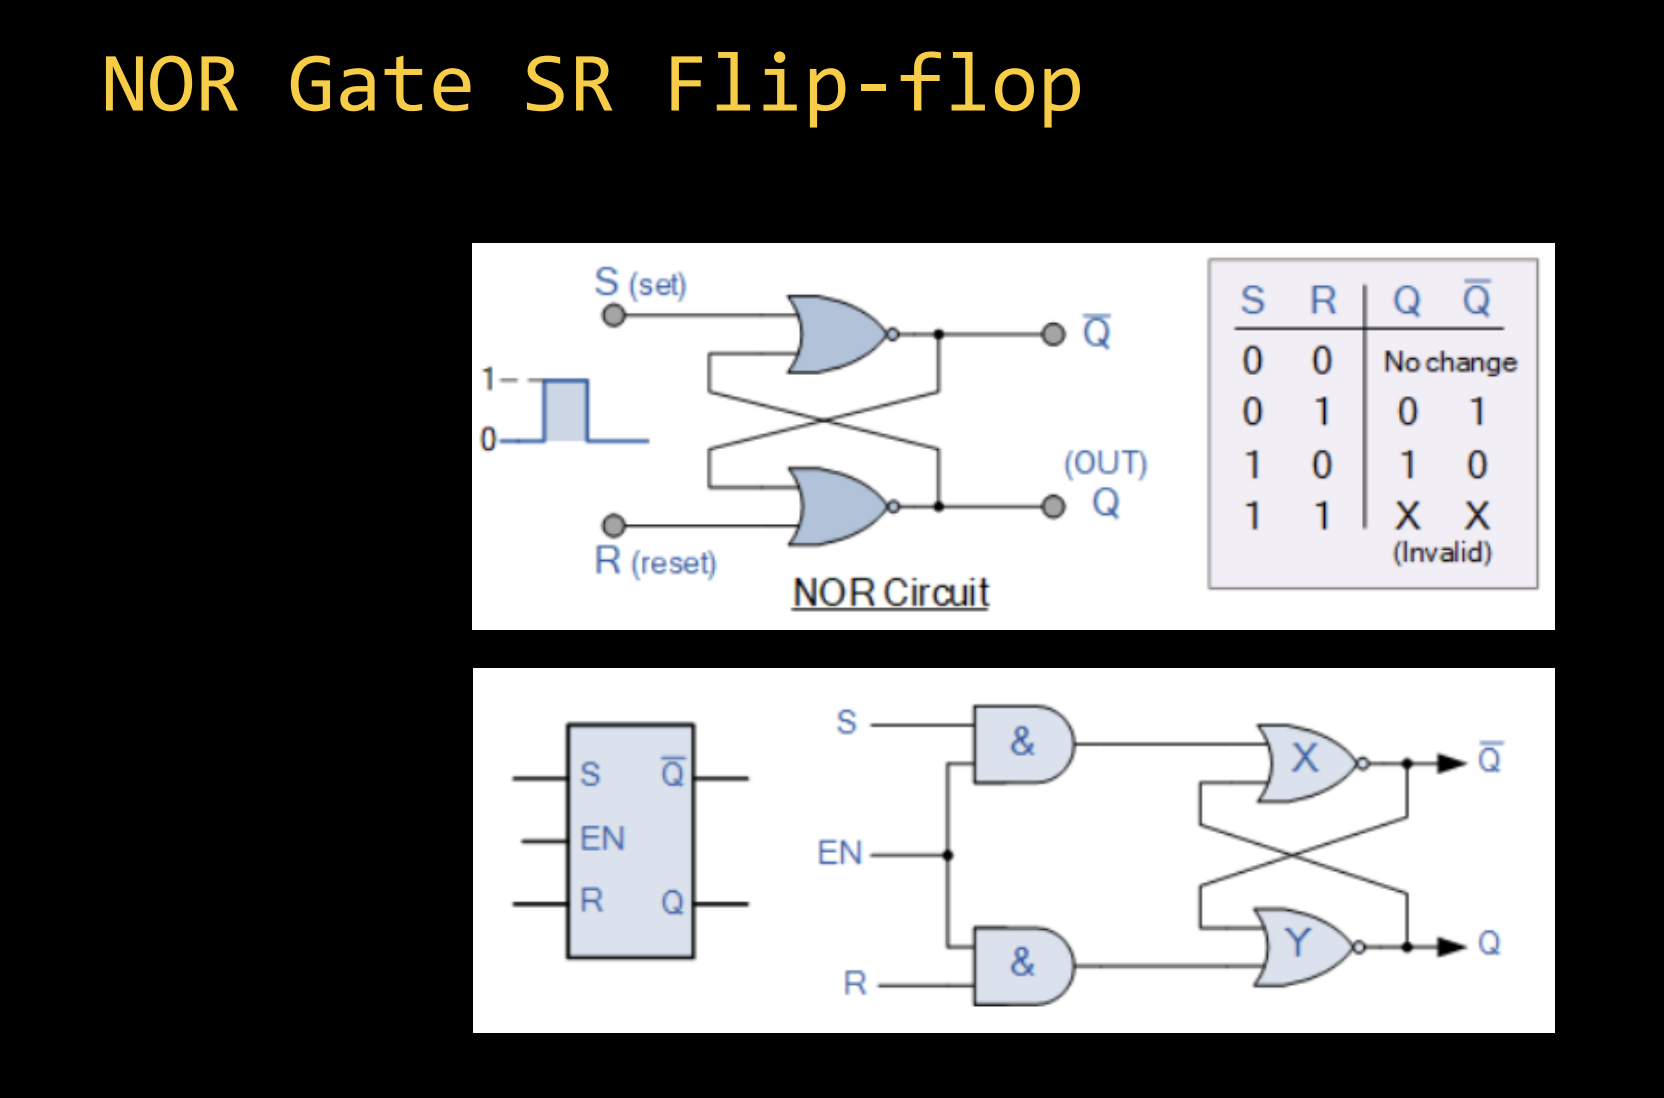 NOR Gate SR Flip-flop
S (set)
Q̅
1
0
(OUT)
Q
R (reset)
NOR Circuit
S R Q Q̅
0 0 No change
0 1 0 1
1 0 1 0
1 1 X X
(Invalid)
S Q̅
EN
R Q
S
&
X
Q̅
EN
&
Y
Q
R